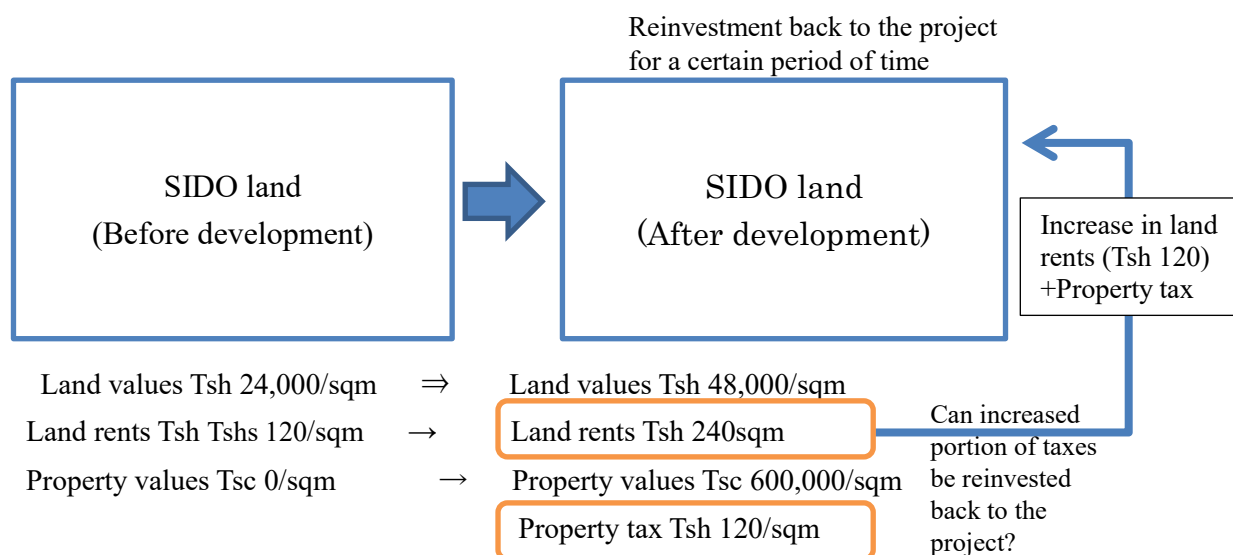 Reinvestment back to the project
for a certain period of time
SIDO land
(Before development)
SIDO land
(After development)
Increase in land
rents (Tsh 120)
+Property tax
Land values Tsh 24,000/sqm ⇒ Land values Tsh 48,000/sqm
Land rents Tsh Tshs 120/sqm → Land rents Tsh 240sqm
Property values Tsc 0/sqm → Property values Tsc 600,000/sqm
Property tax Tsh 120/sqm
Can increased
portion of taxes
be reinvested
back to the
project?